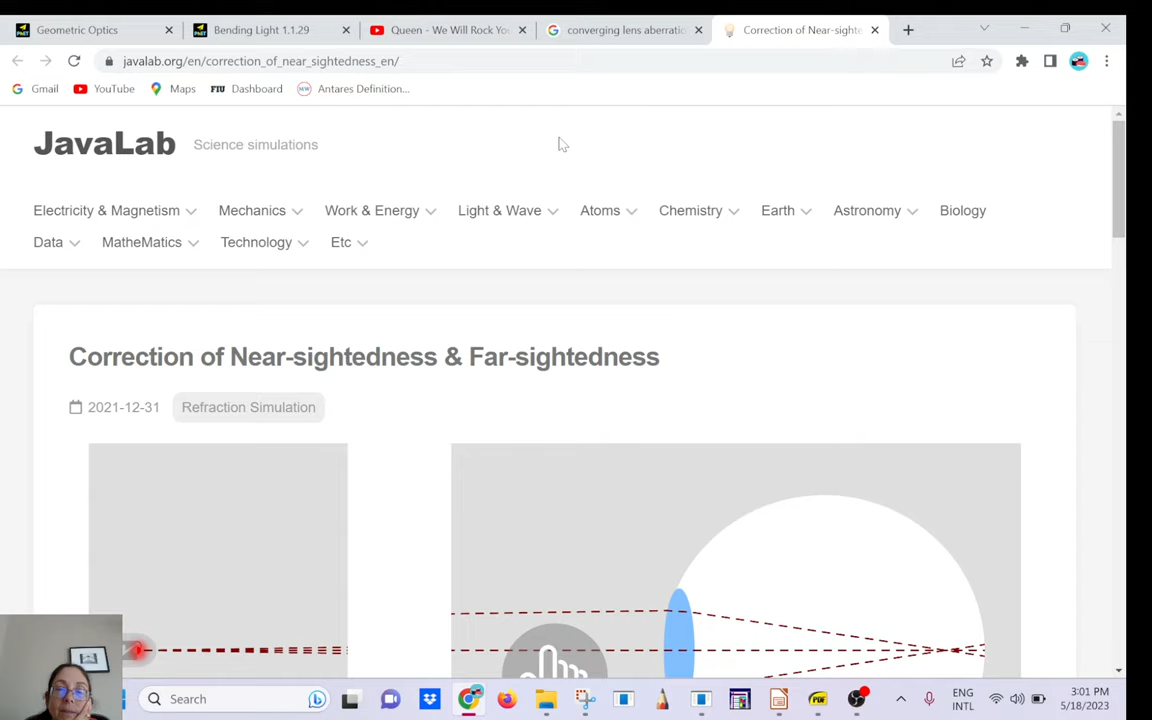 Geometric Optics
Bending Light 1.1.29
Queen - We Will Rock Yo
converging lens aberratio
Correction of Near-sighte
javalab.org/en/correction_of_near_sightedness_en/
Gmail
YouTube
Maps
FIU Dashboard
Antares Definition...
JavaLab Science simulations
Electricity & Magnetism Mechanics Work & Energy Light & Wave Atoms Chemistry Earth Astronomy Biology
Data MatheMatics Technology Etc
Correction of Near-sightedness & Far-sightedness
2021-12-31 Refraction Simulation
Search
ENG
INTL
3:01 PM
5/18/2023